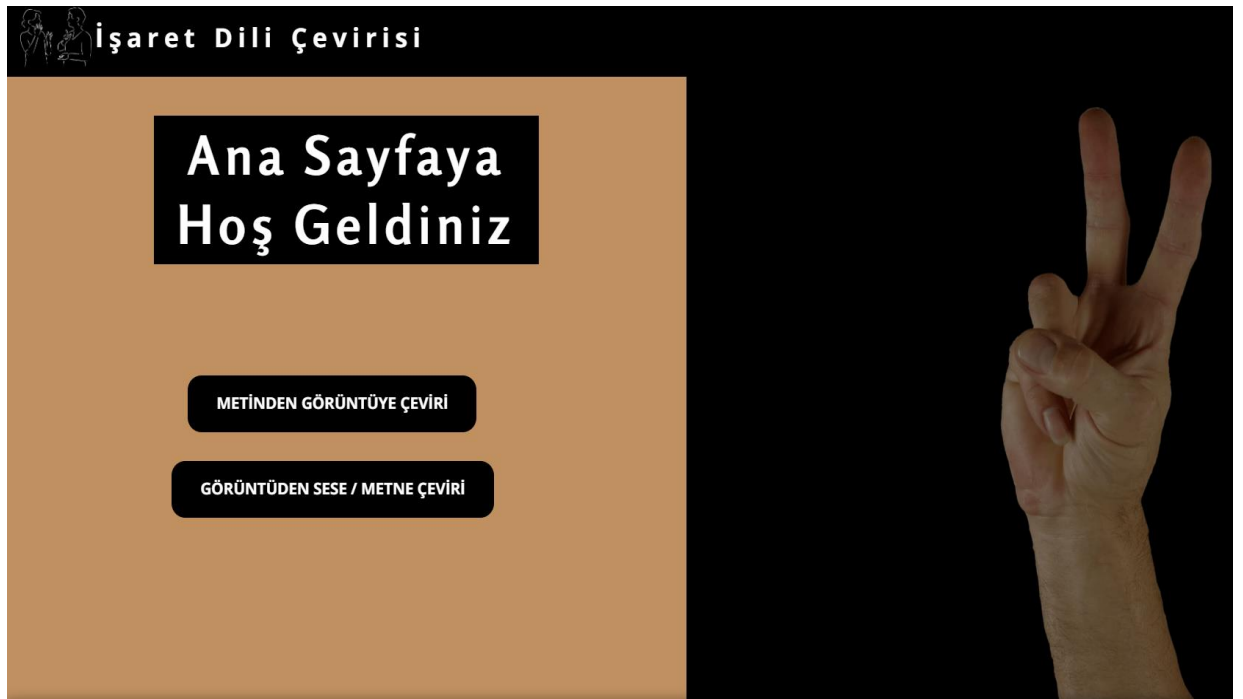 İşaret Dili Çevirisi
Ana Sayfaya
Hoş Geldiniz
METİNDEN GÖRÜNTÜYE ÇEVİRİ
GÖRÜNTÜDEN SESE / METNE ÇEVİRİ